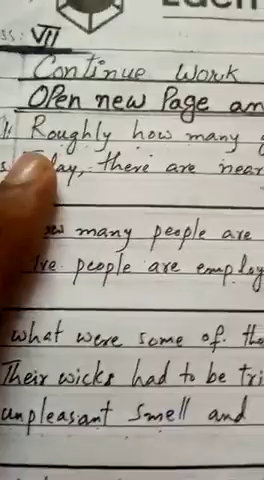 ss: VII
Continue Work
Open new Page an
Roughly how many
day, there are near
many people are
people are employ
what were some of the
Their wicks had to be tri
unpleasant smell and